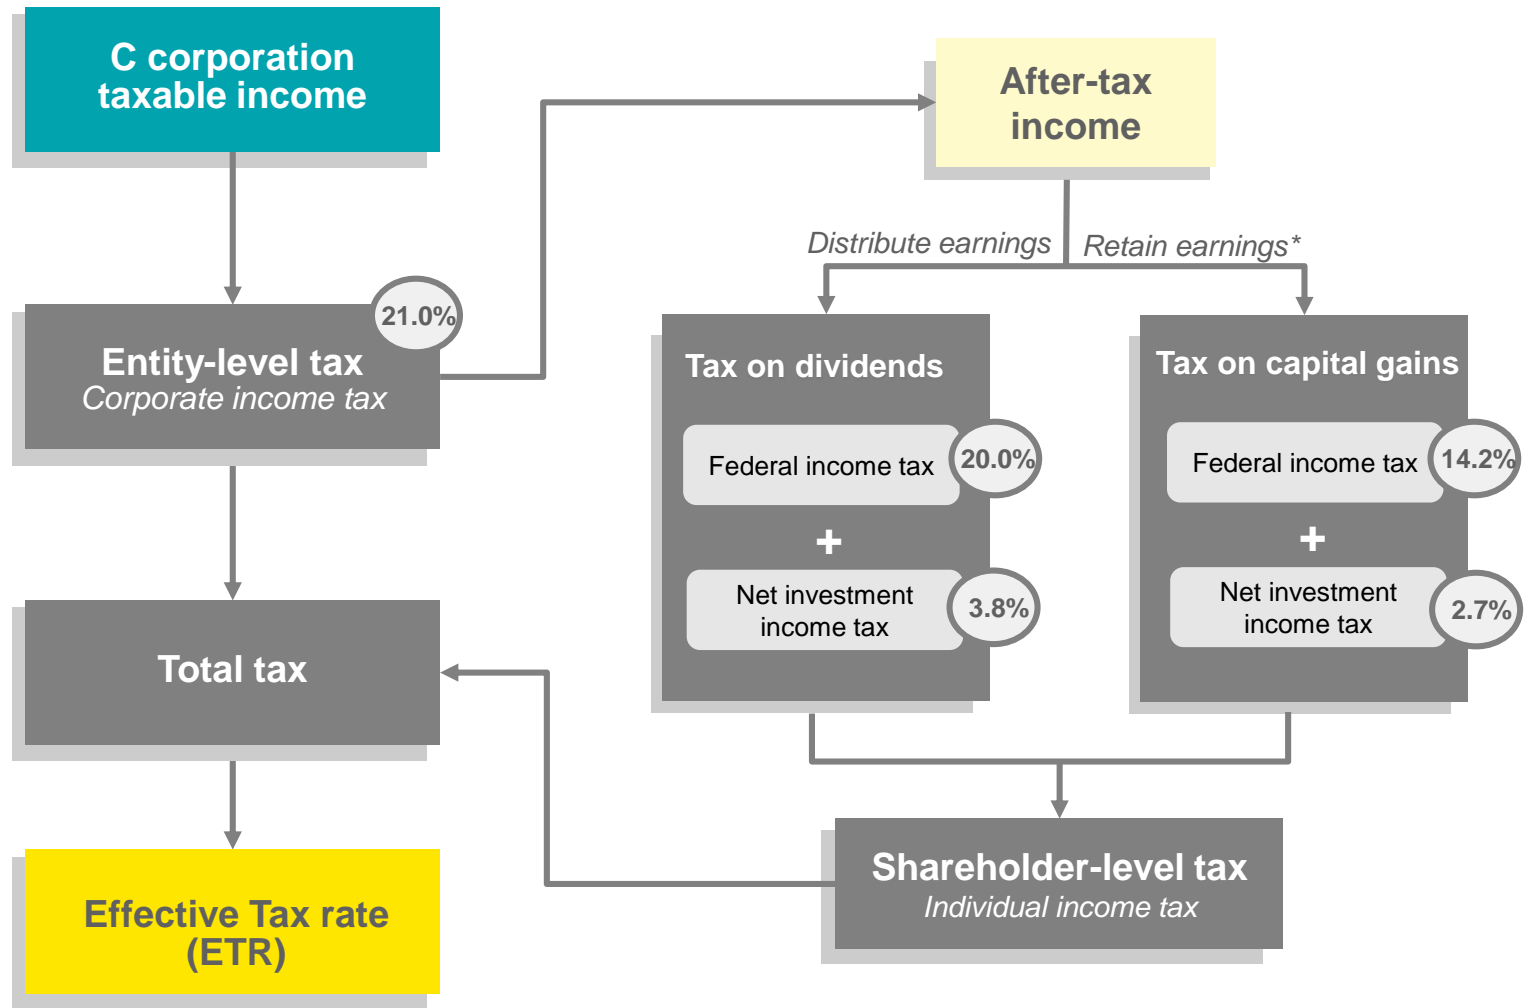 C corporation
taxable income
After-tax
income
Distribute earnings
Retain earnings*
21.0%
Entity-level tax
Corporate income tax
Tax on dividends
Federal income tax
20.0%
+
Net investment
income tax
3.8%
Tax on capital gains
Federal income tax
14.2%
+
Net investment
income tax
2.7%
Total tax
Shareholder-level tax
Individual income tax
Effective Tax rate
(ETR)